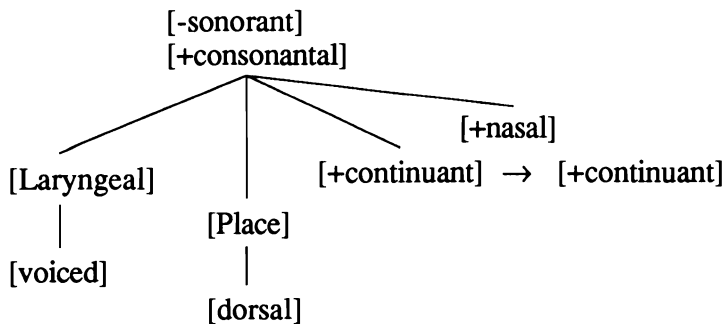 [-sonorant]
[+consonantal]
[+nasal]
[Laryngeal]
[+continuant] → [+continuant]
[Place]
[voiced]
[dorsal]